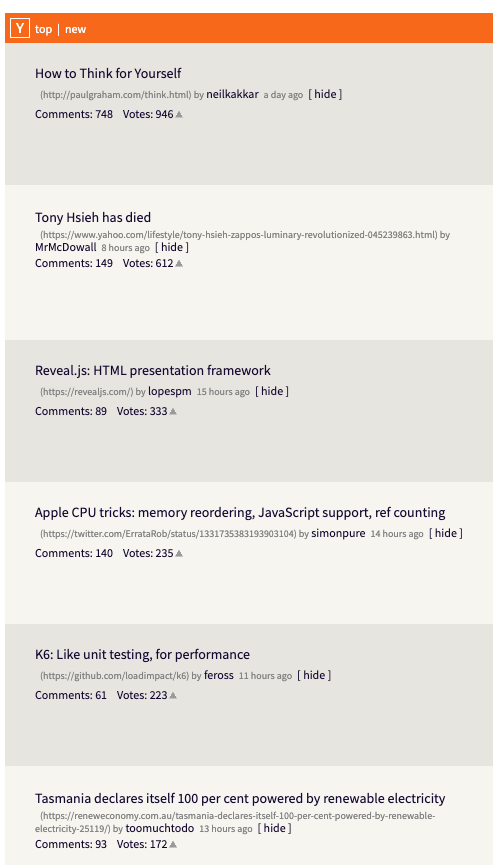 Y top | new
How to Think for Yourself
(http://paulgraham.com/think.html) by neilkakkar a day ago [ hide ]
Comments: 748 Votes: 946▲
Tony Hsieh has died
(https://www.yahoo.com/lifestyle/tony-hsieh-zappos-luminary-revolutionized-045239863.html) by
MrMcDowall 8 hours ago [ hide ]
Comments: 149 Votes: 612▲
Reveal.js: HTML presentation framework
(https://revealjs.com/) by lopespm 15 hours ago [ hide ]
Comments: 89 Votes: 333▲
Apple CPU tricks: memory reordering, JavaScript support, ref counting
(https://twitter.com/ErrataRob/status/1331735383193903104) by simonpure 14 hours ago [ hide ]
Comments: 140 Votes: 235▲
K6: Like unit testing, for performance
(https://github.com/loadimpact/k6) by feross 11 hours ago [ hide ]
Comments: 61 Votes: 223▲
Tasmania declares itself 100 per cent powered by renewable electricity
(https://reneweconomy.com.au/tasmania-declares-itself-100-per-cent-powered-by-renewable-
electricity-25119/) by toomuchtodo 13 hours ago [ hide ]
Comments: 93 Votes: 172▲